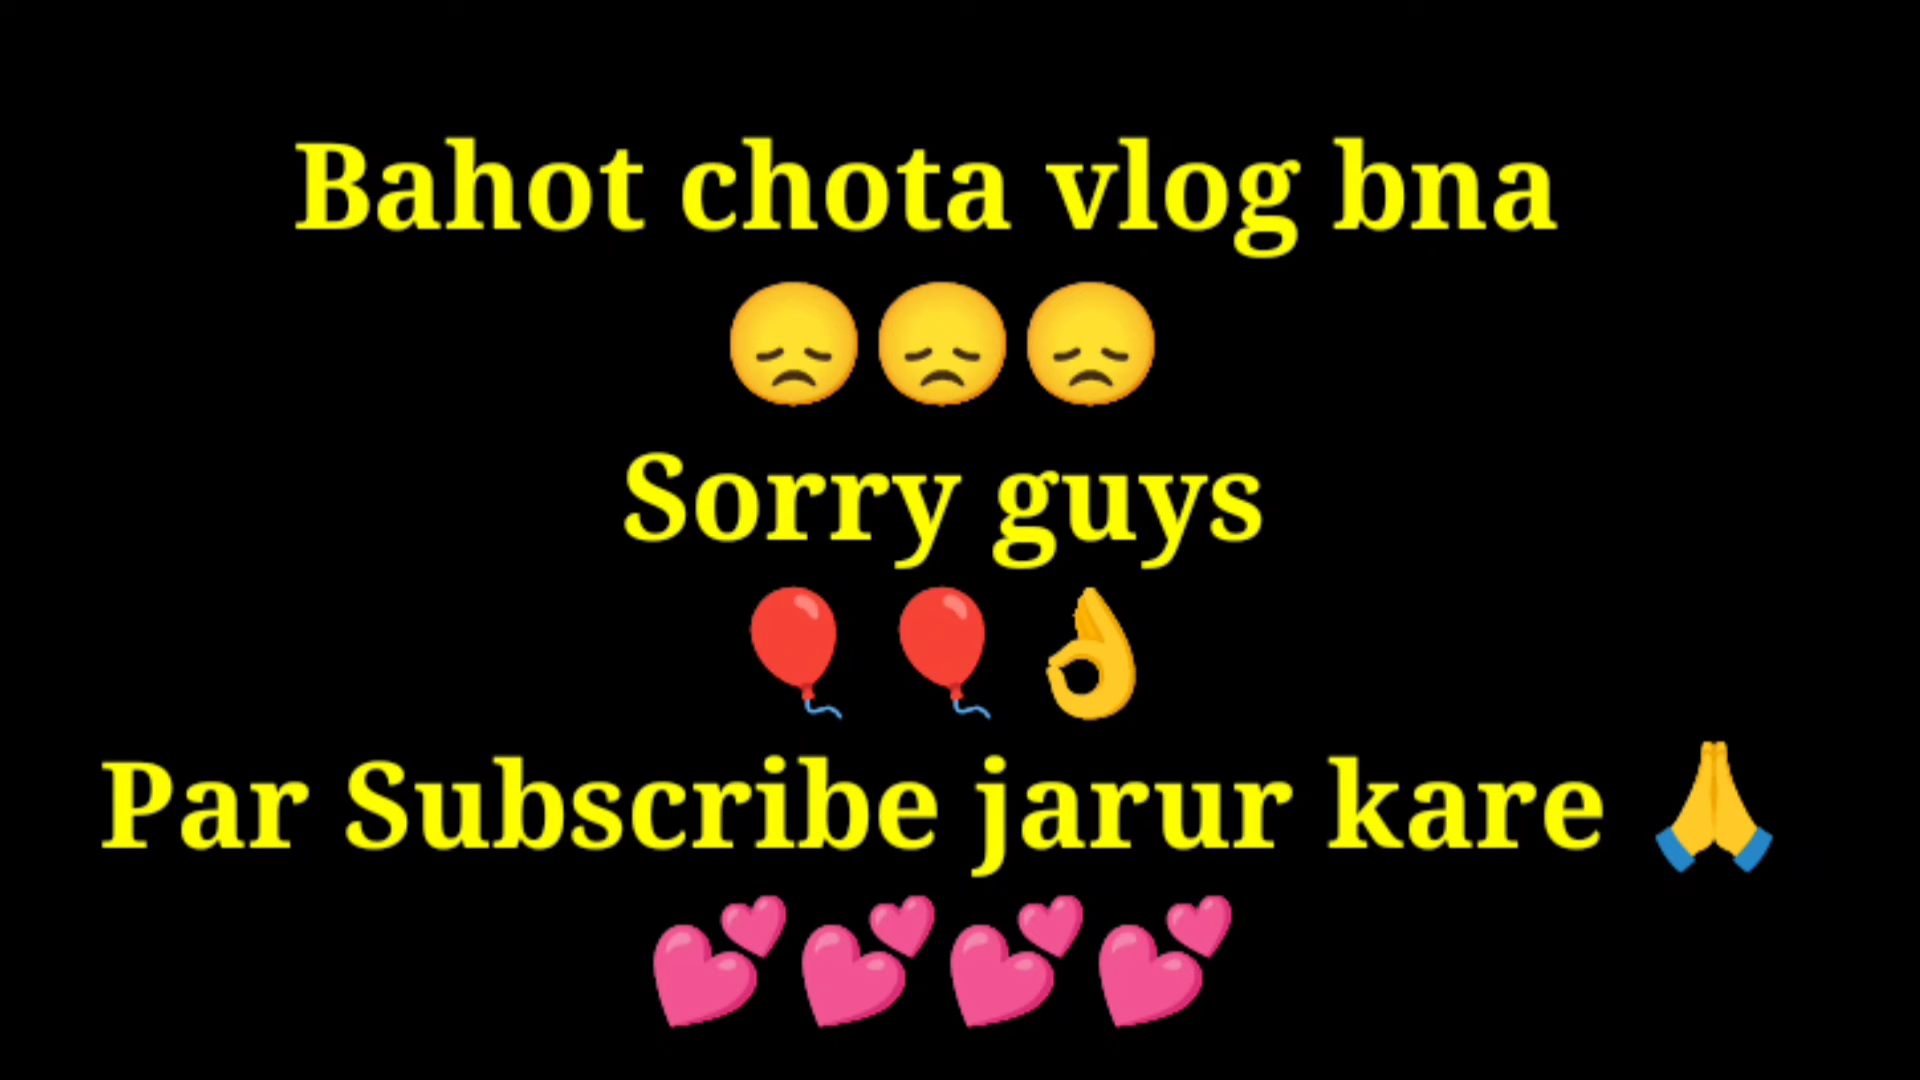 Bahot chota vlog bna
😞😞😞
Sorry guys
🎈🎈👌
Par Subscribe jarur kare 🙏
💕💕💕💕